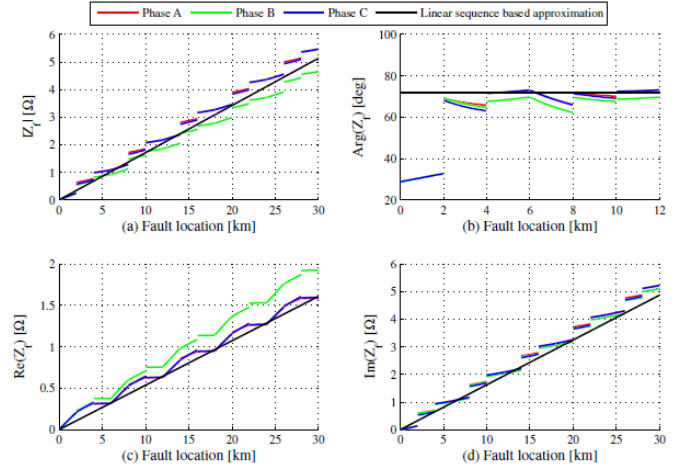 Phase A Phase B Phase C Linear sequence based approximation
6
5
4
3
2
1
0
|Z_f| [Ω]
0 5 10 15 20 25 30
(a) Fault location [km]
100
80
60
40
20
Arg(Z_f) [deg]
0 2 4 6 8 10 12
(b) Fault location [km]
2
1.5
1
0.5
0
Re(Z_f) [Ω]
0 5 10 15 20 25 30
(c) Fault location [km]
6
4
2
0
Im(Z_f) [Ω]
0 5 10 15 20 25 30
(d) Fault location [km]